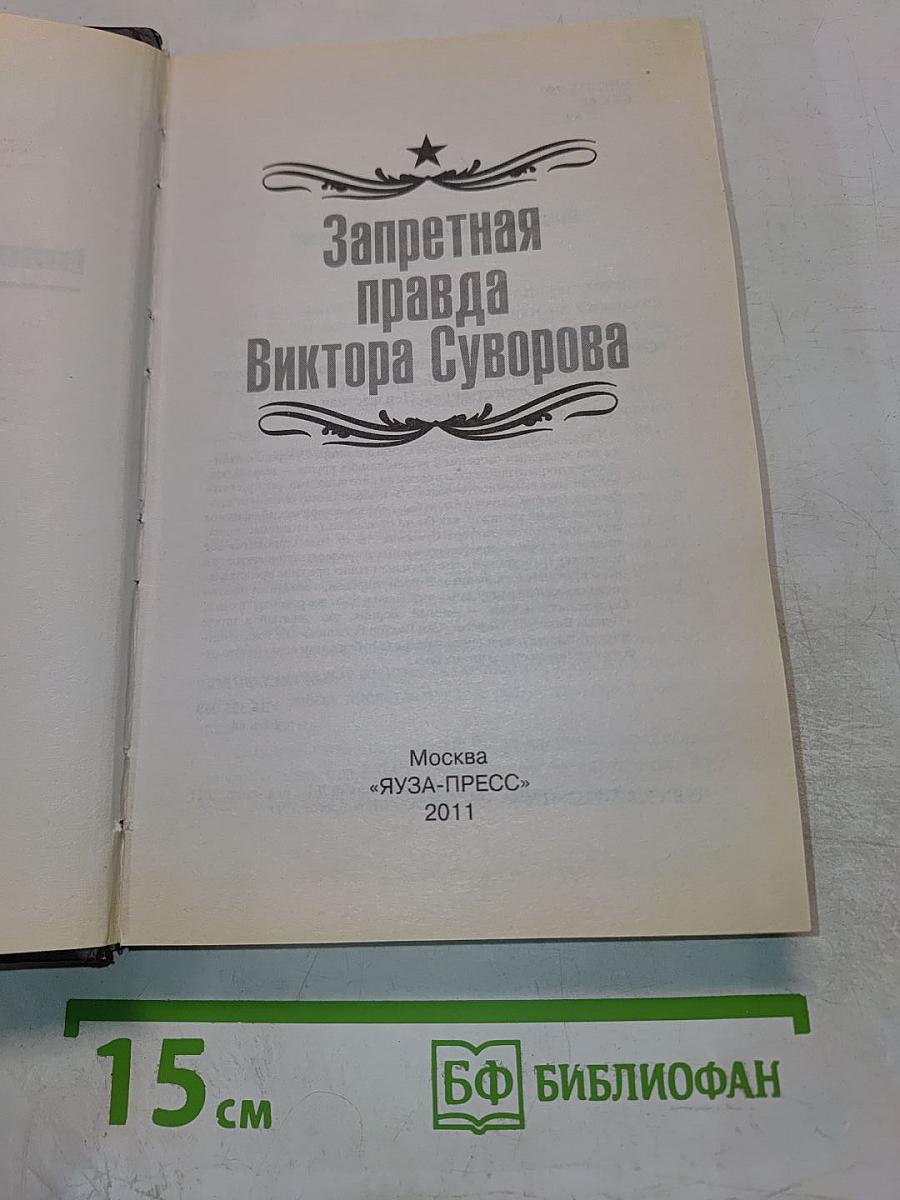 Запретная
правда
Виктора Суворова
Москва
«ЯУЗА-ПРЕСС»
2011
15 см
БФ БИБЛИОФАН